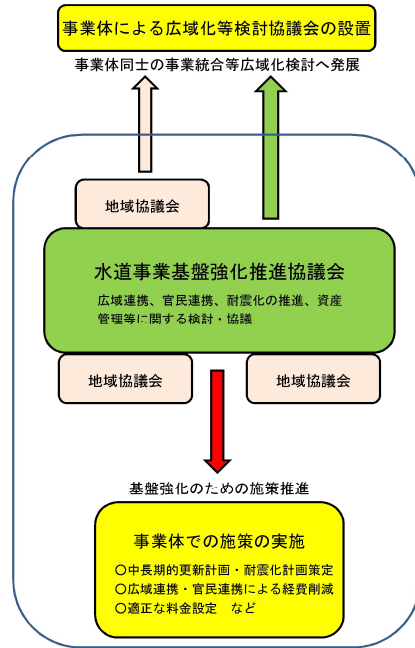 事業体による広域化等検討協議会の設置
事業体同士の事業統合等広域化検討へ発展
地域協議会
水道事業基盤強化推進協議会
広域連携、官民連携、耐震化の推進、資産
管理等に関する検討・協議
地域協議会
地域協議会
基盤強化のための施策推進
事業体での施策の実施
○中長期的更新計画・耐震化計画策定
○広域連携・官民連携による経費削減
○適正な料金設定　など